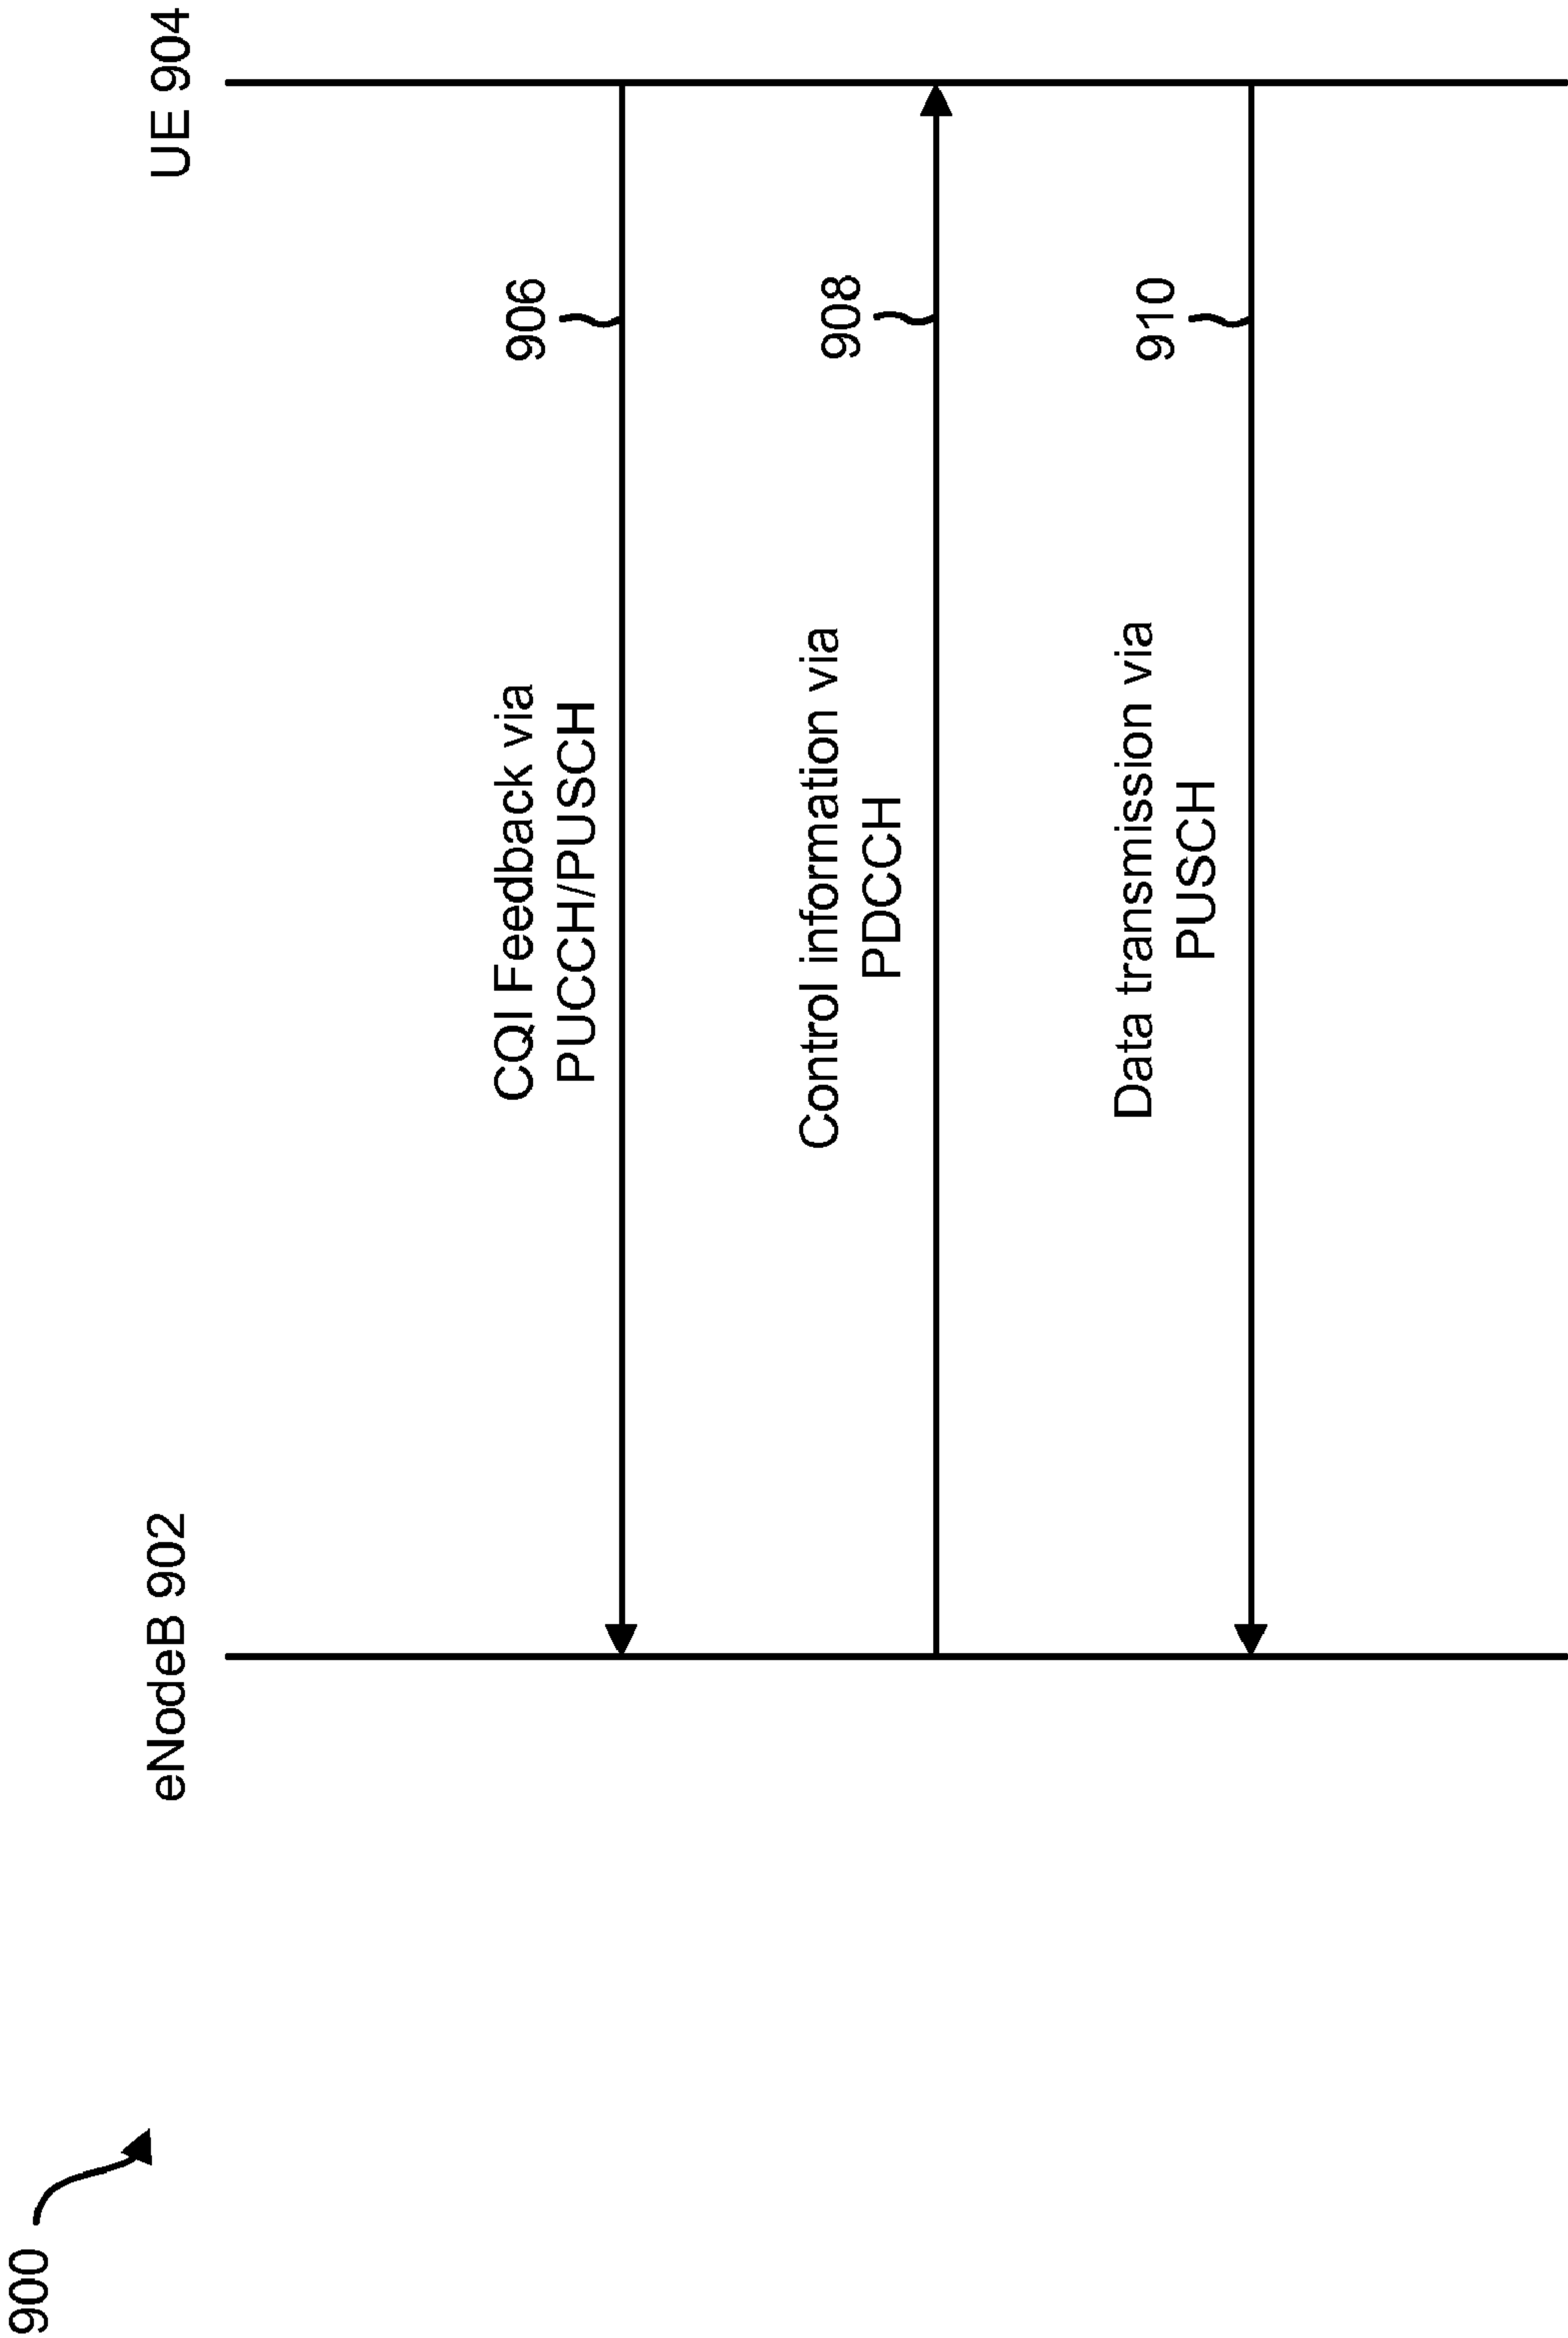 900
eNodeB 902
UE 904
CQI Feedback via
PUCCH/PUSCH
906
Control information via
PDCCH
908
Data transmission via
PUSCH
910